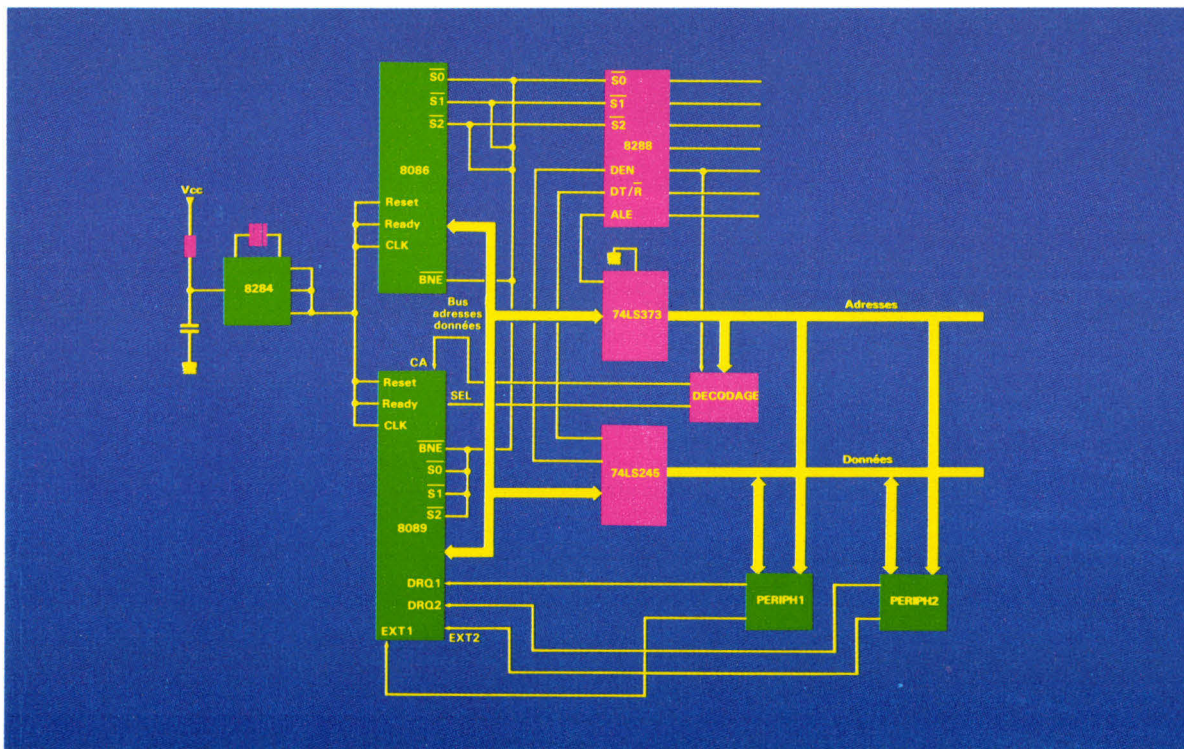 S0
S1
S2
8086
Reset
Ready
CLK
BNE
Vcc
8284
S0
S1
S2
8288
DEN
DT/R
ALE
74LS373
Adresses
Bus
adresses
données
CA
SEL
DECODAGE
Reset
Ready
CLK
BNE
S0
S1
S2
8089
DRQ1
DRQ2
EXT1
EXT2
74LS245
Données
PERIPH1
PERIPH2